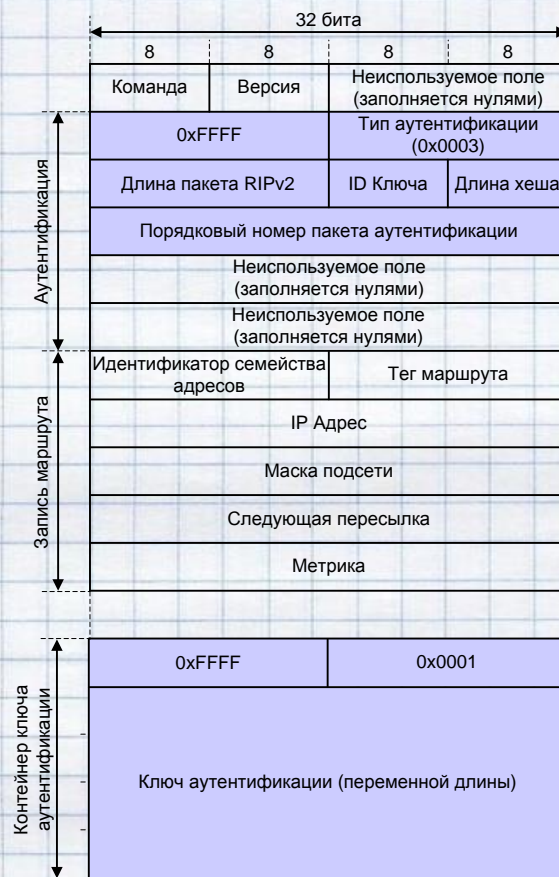 32 бита
8 8 8 8
Команда Версия Неиспользуемое поле
(заполняется нулями)
Аутентификация
0xFFFF Тип аутентификации
(0x0003)
Длина пакета RIPv2 ID Ключа Длина хеша
Порядковый номер пакета аутентификации
Неиспользуемое поле
(заполняется нулями)
Неиспользуемое поле
(заполняется нулями)
Запись маршрута
Идентификатор семейства
адресов
Тег маршрута
IP Адрес
Маска подсети
Следующая пересылка
Метрика
Контейнер ключа
аутентификации
0xFFFF 0x0001
Ключ аутентификации (переменной длины)